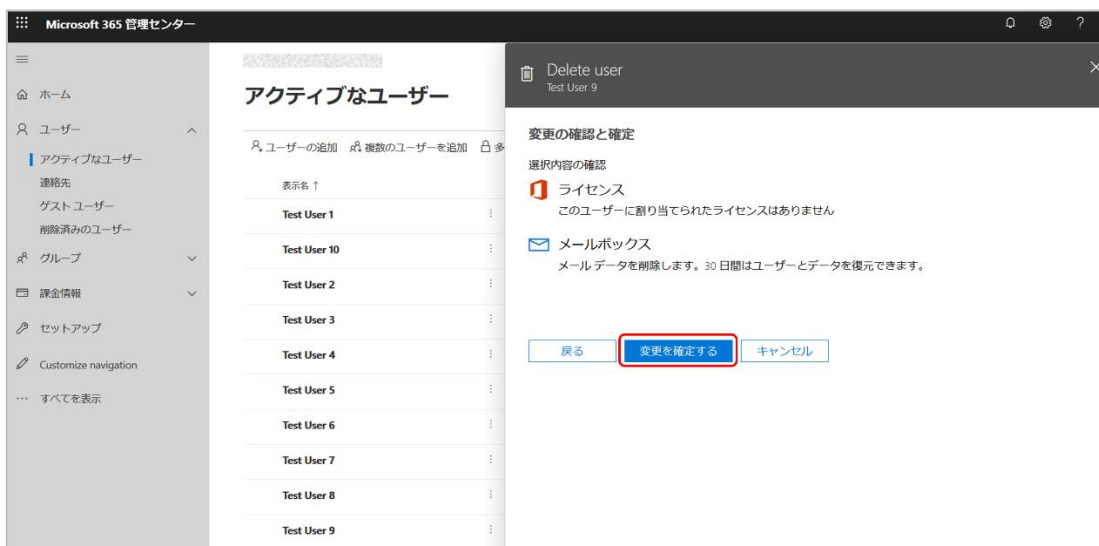 Microsoft 365 管理センター
?
ホーム
ユーザー
アクティブなユーザー
連絡先
ゲスト ユーザー
削除済みのユーザー
グループ
課金情報
セットアップ
Customize navigation
すべてを表示
アクティブなユーザー
ユーザーの追加 複数のユーザーを追加 多
表示名 ↑
Test User 1
Test User 10
Test User 2
Test User 3
Test User 4
Test User 5
Test User 6
Test User 7
Test User 8
Test User 9
Delete user
Test User 9
変更の確認と確定
選択内容の確認
ライセンス
このユーザーに割り当てられたライセンスはありません
メールボックス
メール データを削除します。30 日間はユーザーとデータを復元できます。
戻る 変更を確定する キャンセル